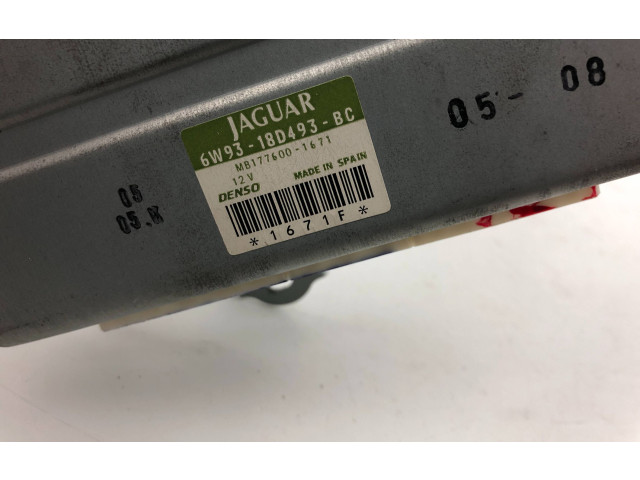 JAGUAR
6W93-18D493-BC
MB177600-1671
12V
DENSO MADE IN SPAIN
*1671F*
05-08
05
05.K